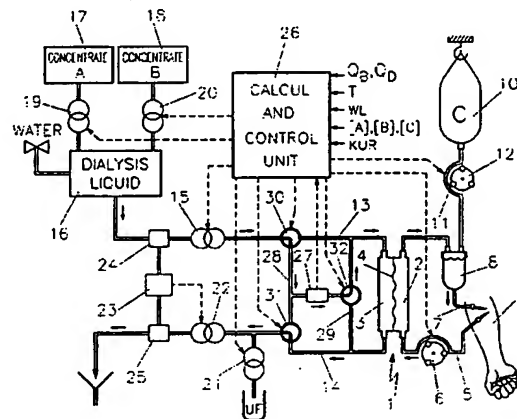 17
18
26
CONCENTRATE
A
CONCENTRATE
B
19
20
WATER
DIALYSIS
LIQUID
16
CALCUL
AND
CONTROL
UNIT
QB, QD
T
WL
[A],[B],[C]
KUR
C
10
12
11
15
30
13
24
28
27
32
4
2
8
23
22
31
29
3
7
25
21
14
1
6
5
UF